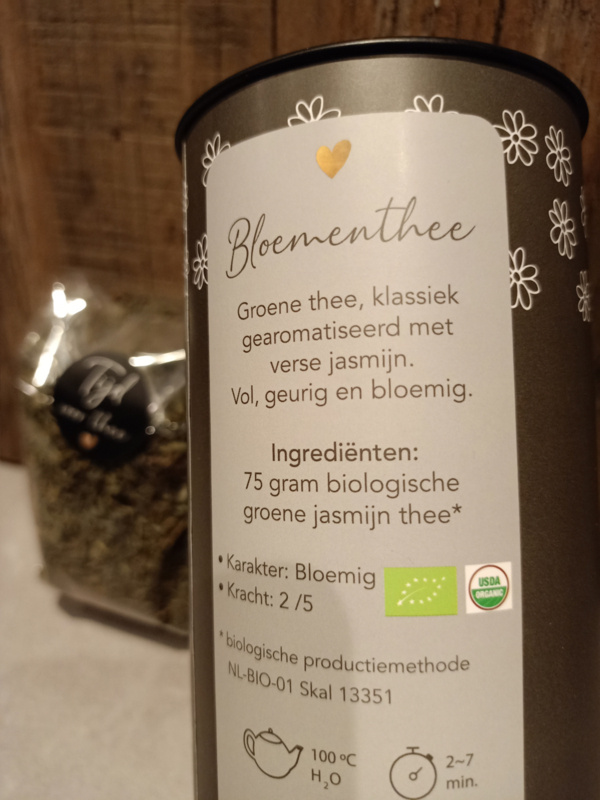 Bloementhee
Groene thee, klassiek
gearomatiseerd met
verse jasmijn.
Vol, geurig en bloemig.
Ingrediënten:
75 gram biologische
groene jasmijn thee*
• Karakter: Bloemig
• Kracht: 2 /5
USDA
ORGANIC
* biologische productiemethode
NL-BIO-01 Skal 13351
100 ºC
H₂O
2~7
min.
Tijd